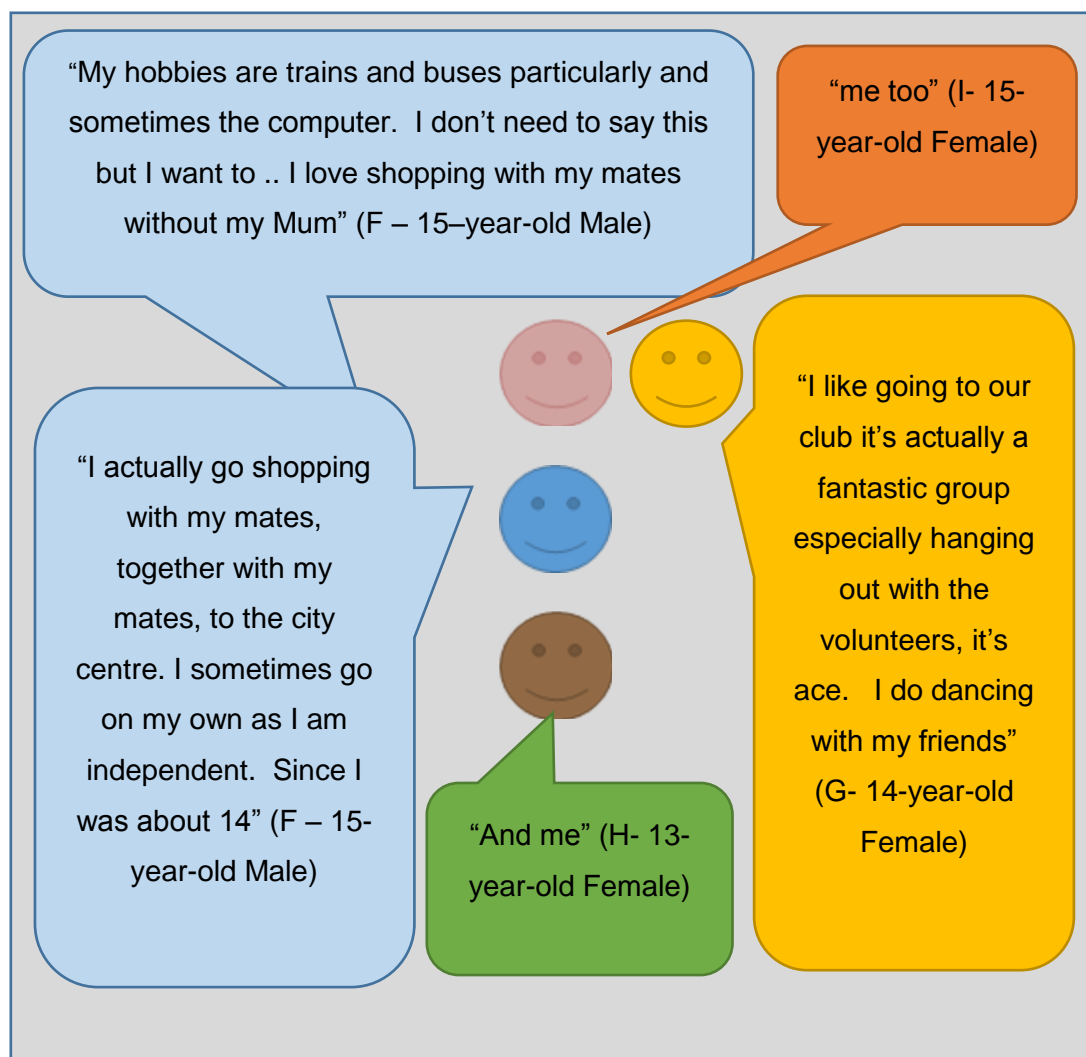 “My hobbies are trains and buses particularly and
sometimes the computer.  I don’t need to say this
but I want to .. I love shopping with my mates
without my Mum” (F – 15–year-old Male)
“me too” (I- 15-
year-old Female)
“I actually go shopping
with my mates,
together with my
mates, to the city
centre. I sometimes go
on my own as I am
independent.  Since I
was about 14” (F – 15-
year-old Male)
“I like going to our
club it’s actually a
fantastic group
especially hanging
out with the
volunteers, it’s
ace.   I do dancing
with my friends”
(G- 14-year-old
Female)
“And me” (H- 13-
year-old Female)